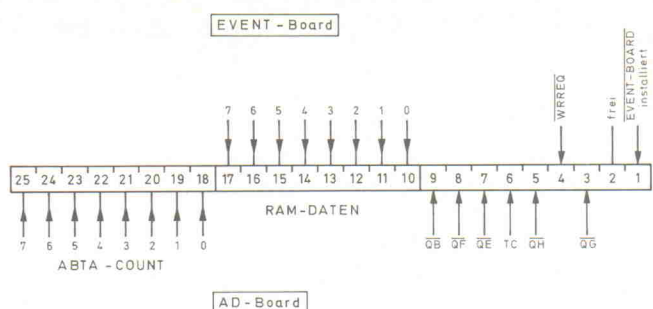 EVENT-Board
7 6 5 4 3 2 1 0
WRREQ
frei
EVENT-BOARD
installiert
25 24 23 22 21 20 19 18 17 16 15 14 13 12 11 10 9 8 7 6 5 4 3 2 1
RAM-DATEN
7 6 5 4 3 2 1 0
QB QF QE TC QH QG
ABTA-COUNT
AD-Board